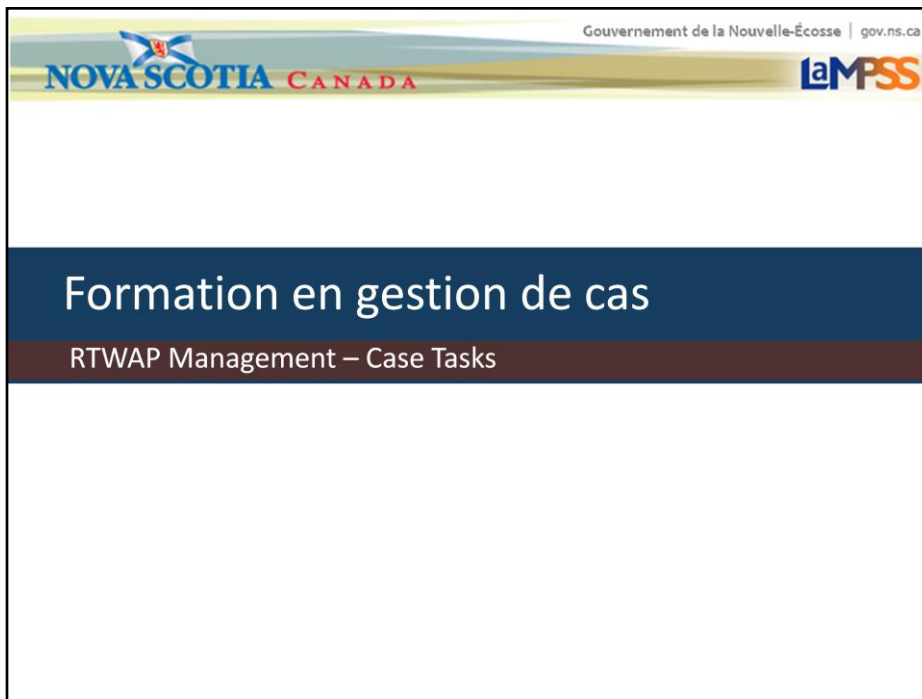 Gouvernement de la Nouvelle-Écosse | gov.ns.ca
NOVA SCOTIA CANADA
LaMPSS
Formation en gestion de cas
RTWAP Management – Case Tasks